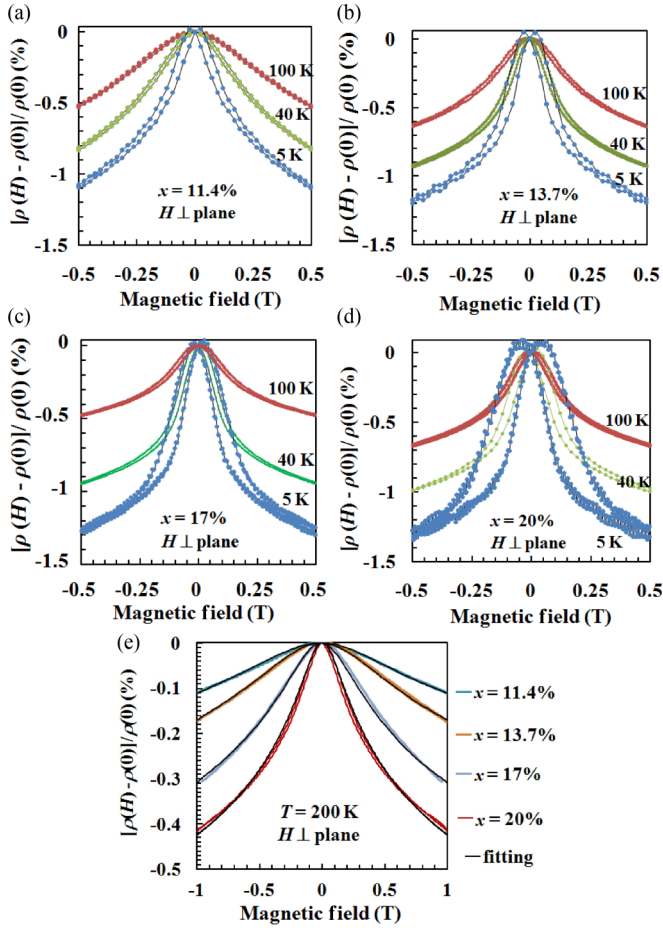 (a)
[ρ (H) - ρ(0)]/ ρ(0) (%)
0
-0.5
-1
-1.5
100 K
40 K
5 K
x = 11.4%
H ⊥ plane
-0.5 -0.25 0 0.25 0.5
Magnetic field (T)
(b)
[ρ (H) - ρ(0)]/ ρ(0) (%)
0
-0.5
-1
-1.5
100 K
40 K
5 K
x = 13.7%
H ⊥ plane
-0.5 -0.25 0 0.25 0.5
Magnetic field (T)
(c)
[ρ (H) - ρ(0)]/ ρ(0) (%)
0
-0.5
-1
-1.5
100 K
40 K
5 K
x = 17%
H ⊥ plane
-0.5 -0.25 0 0.25 0.5
Magnetic field (T)
(d)
[ρ (H) - ρ(0)]/ ρ(0) (%)
0
-0.5
-1
-1.5
100 K
40 K
5 K
x = 20%
H ⊥ plane
-0.5 -0.25 0 0.25 0.5
Magnetic field (T)
(e)
[ρ(H) - ρ(0)]/ρ(0) (%)
0
-0.1
-0.2
-0.3
-0.4
-0.5
T = 200 K
H ⊥ plane
-1 -0.5 0 0.5 1
Magnetic field (T)
x = 11.4%
x = 13.7%
x = 17%
x = 20%
fitting